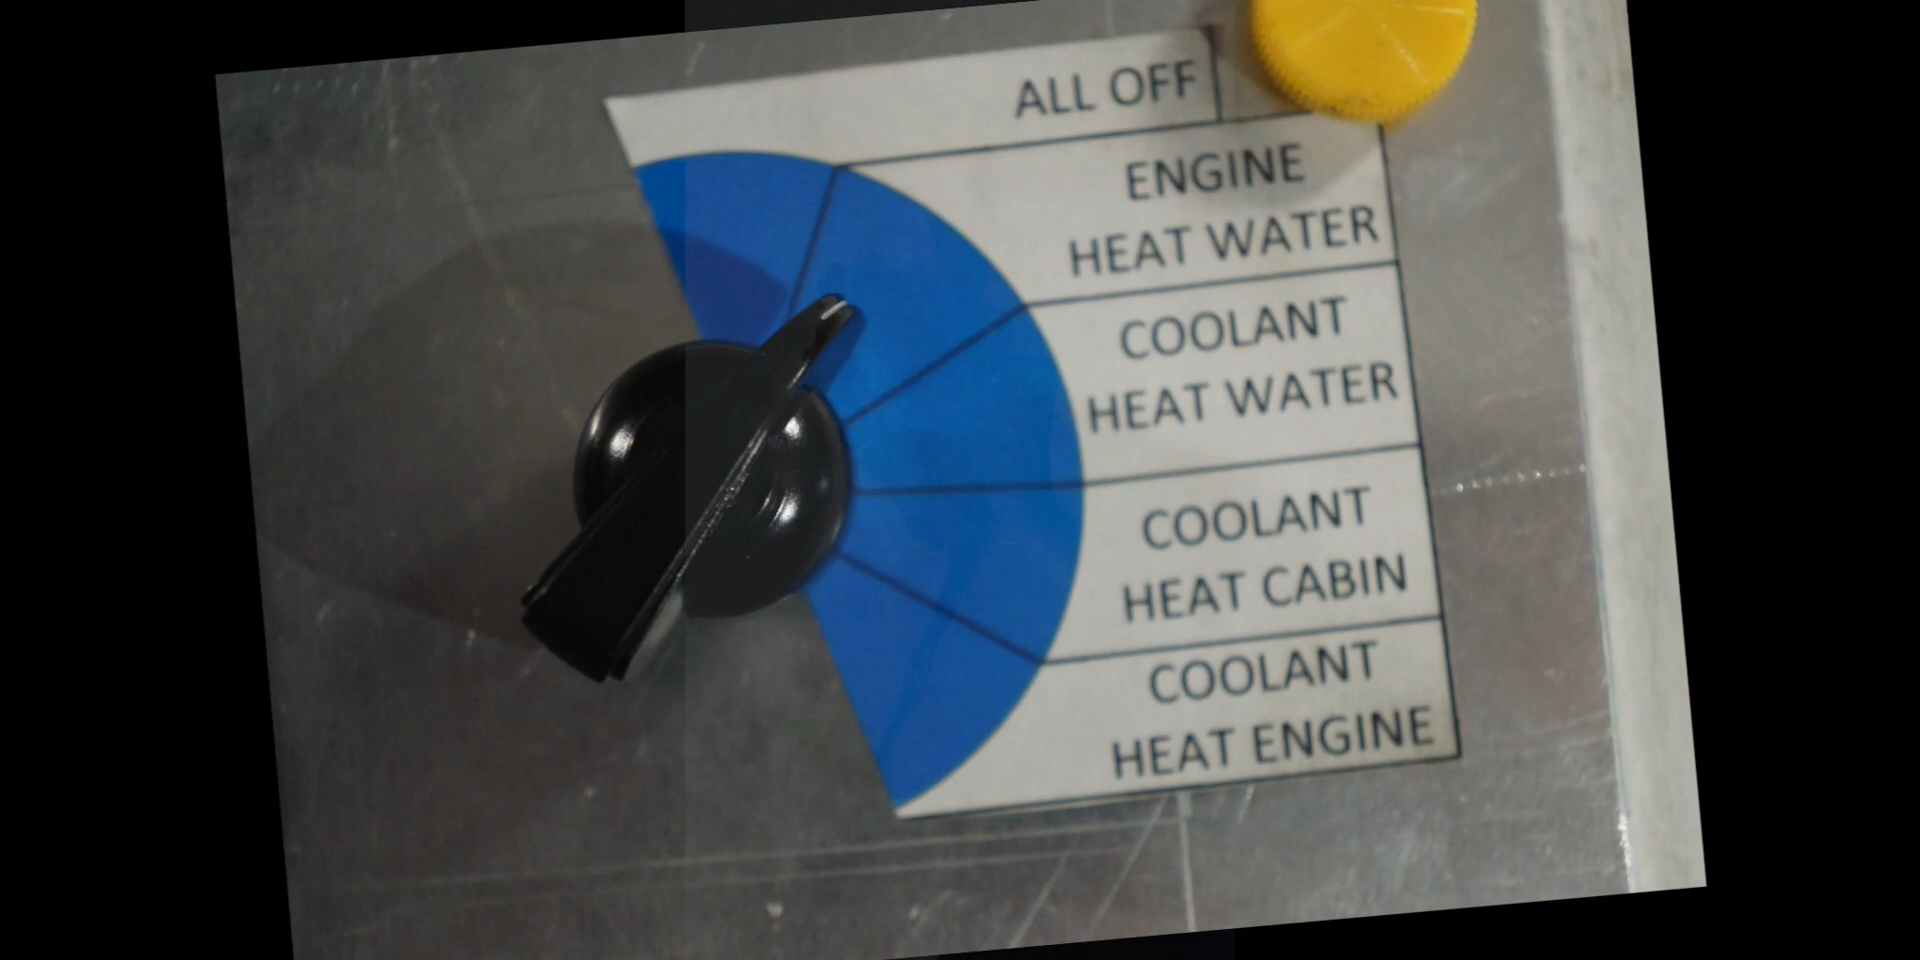 ALL OFF
ENGINE
HEAT WATER
COOLANT
HEAT WATER
COOLANT
HEAT CABIN
COOLANT
HEAT ENGINE